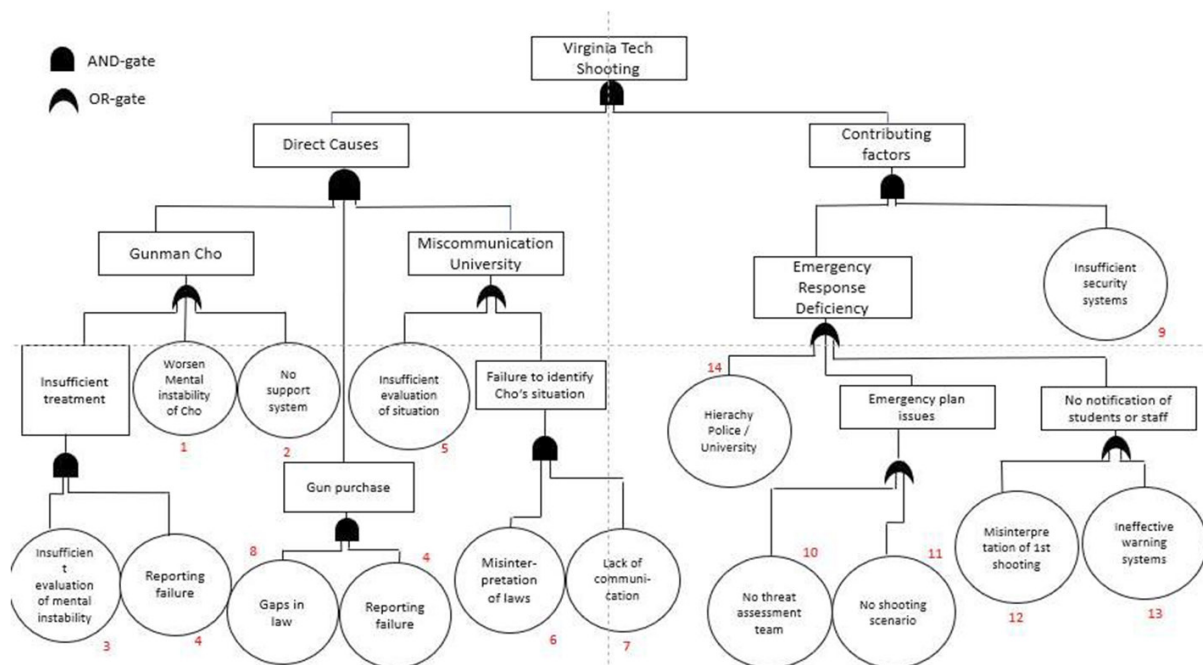 Virginia Tech
Shooting
AND-gate
OR-gate
Direct Causes
Contributing
factors
Gunman Cho
Miscommunication
University
Emergency
Response
Deficiency
Insufficient
security
systems
9
Insufficient
treatment
Worsen
Mental
instability
of Cho
1
No
support
system
2
Insufficient
evaluation
of situation
5
Failure to identify
Cho's situation
14
Hierachy
Police /
University
Emergency plan
issues
No notification of
students or staff
Gun purchase
Insufficien
t
evaluation
of mental
instability
3
Reporting
failure
4
8
Gaps in
law
4
Reporting
failure
Misinter-
pretation
of laws
6
Lack of
communi-
cation
7
10
No threat
assessment
team
11
No shooting
scenario
Misinterpre
tation of 1st
shooting
12
Ineffective
warning
systems
13